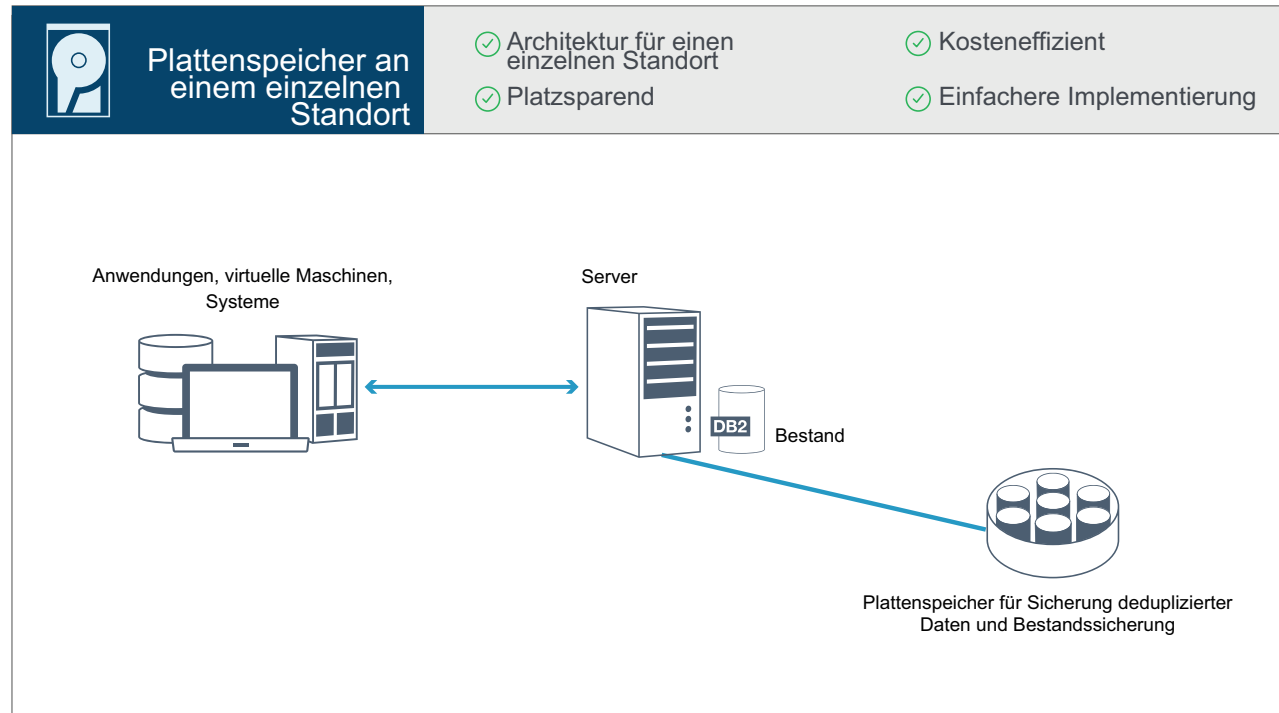 Plattenspeicher an
einem einzelnen
Standort
Architektur für einen
einzelnen Standort
Platzsparend
Kosteneffizient
Einfachere Implementierung
Anwendungen, virtuelle Maschinen,
Systeme
Server
DB2
Bestand
Plattenspeicher für Sicherung deduplizierter
Daten und Bestandssicherung